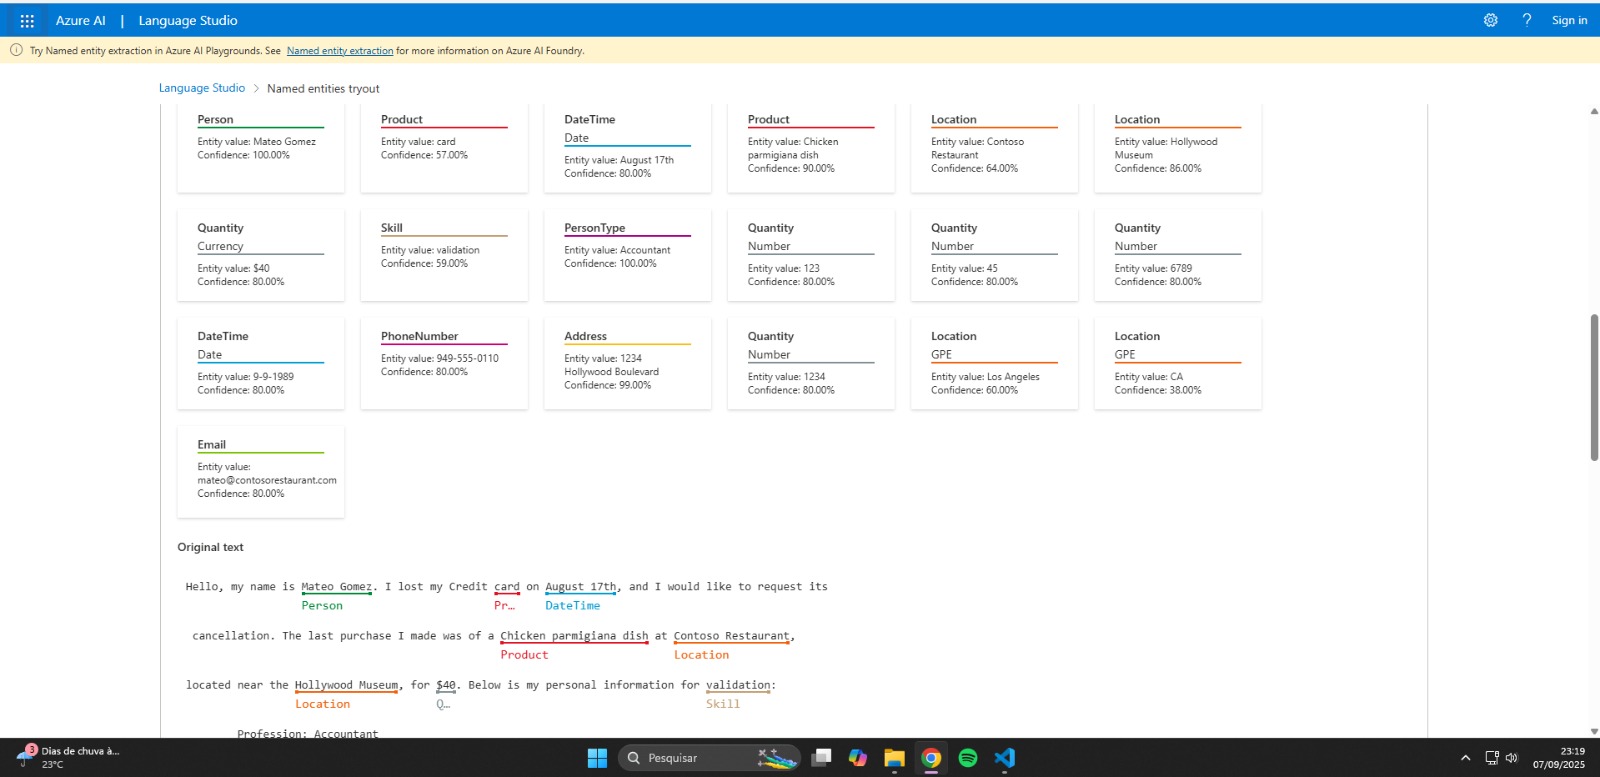 Azure AI | Language Studio
? Sign in
Try Named entity extraction in Azure AI Playgrounds. See Named entity extraction for more information on Azure AI Foundry.
Language Studio > Named entities tryout
Person
Entity value: Mateo Gomez
Confidence: 100.00%
Product
Entity value: card
Confidence: 57.00%
DateTime
Date
Entity value: August 17th
Confidence: 80.00%
Product
Entity value: Chicken
parmigiana dish
Confidence: 90.00%
Location
Entity value: Contoso
Restaurant
Confidence: 64.00%
Location
Entity value: Hollywood
Museum
Confidence: 86.00%
Quantity
Currency
Entity value: $40
Confidence: 80.00%
Skill
Entity value: validation
Confidence: 59.00%
PersonType
Entity value: Accountant
Confidence: 100.00%
Quantity
Number
Entity value: 123
Confidence: 80.00%
Quantity
Number
Entity value: 45
Confidence: 80.00%
Quantity
Number
Entity value: 6789
Confidence: 80.00%
DateTime
Date
Entity value: 9-9-1989
Confidence: 80.00%
PhoneNumber
Entity value: 949-555-0110
Confidence: 80.00%
Address
Entity value: 1234
Hollywood Boulevard
Confidence: 99.00%
Quantity
Number
Entity value: 1234
Confidence: 80.00%
Location
GPE
Entity value: Los Angeles
Confidence: 60.00%
Location
GPE
Entity value: CA
Confidence: 38.00%
Email
Entity value:
mateo@contosorestaurant.com
Confidence: 80.00%
Original text
Hello, my name is Mateo Gomez. I lost my Credit card on August 17th, and I would like to request its
Person Pr... DateTime
cancellation. The last purchase I made was of a Chicken parmigiana dish at Contoso Restaurant,
Product Location
located near the Hollywood Museum, for $40. Below is my personal information for validation:
Location Q... Skill
Profession: Accountant
3
Dias de chuva à...
23°C
Pesquisar
23:19
07/09/2025